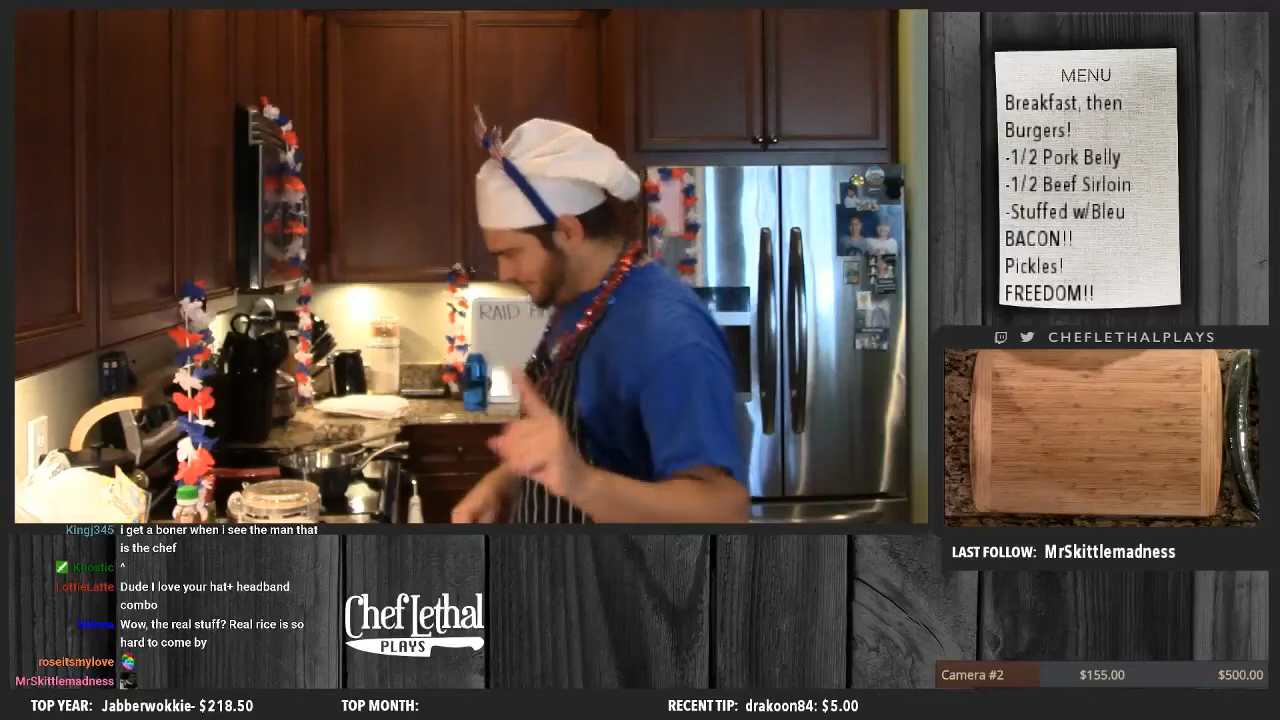 MENU
Breakfast, then
Burgers!
-1/2 Pork Belly
-1/2 Beef Sirloin
-Stuffed w/Bleu
BACON!!
Pickles!
FREEDOM!!
RAID
CHEFLETHALPLAYS
LAST FOLLOW: MrSkittlemadness
Kingj345 i get a boner when i see the man that
is the chef
Khostic ^
LottieLatte Dude I love your hat+ headband
combo
Wow, the real stuff? Real rice is so
hard to come by
roseitsmylove
MrSkittlemadness
Chef Lethal
PLAYS
Camera #2 $155.00 $500.00
TOP YEAR: Jabberwokkie- $218.50 TOP MONTH: RECENT TIP: drakoon84: $5.00